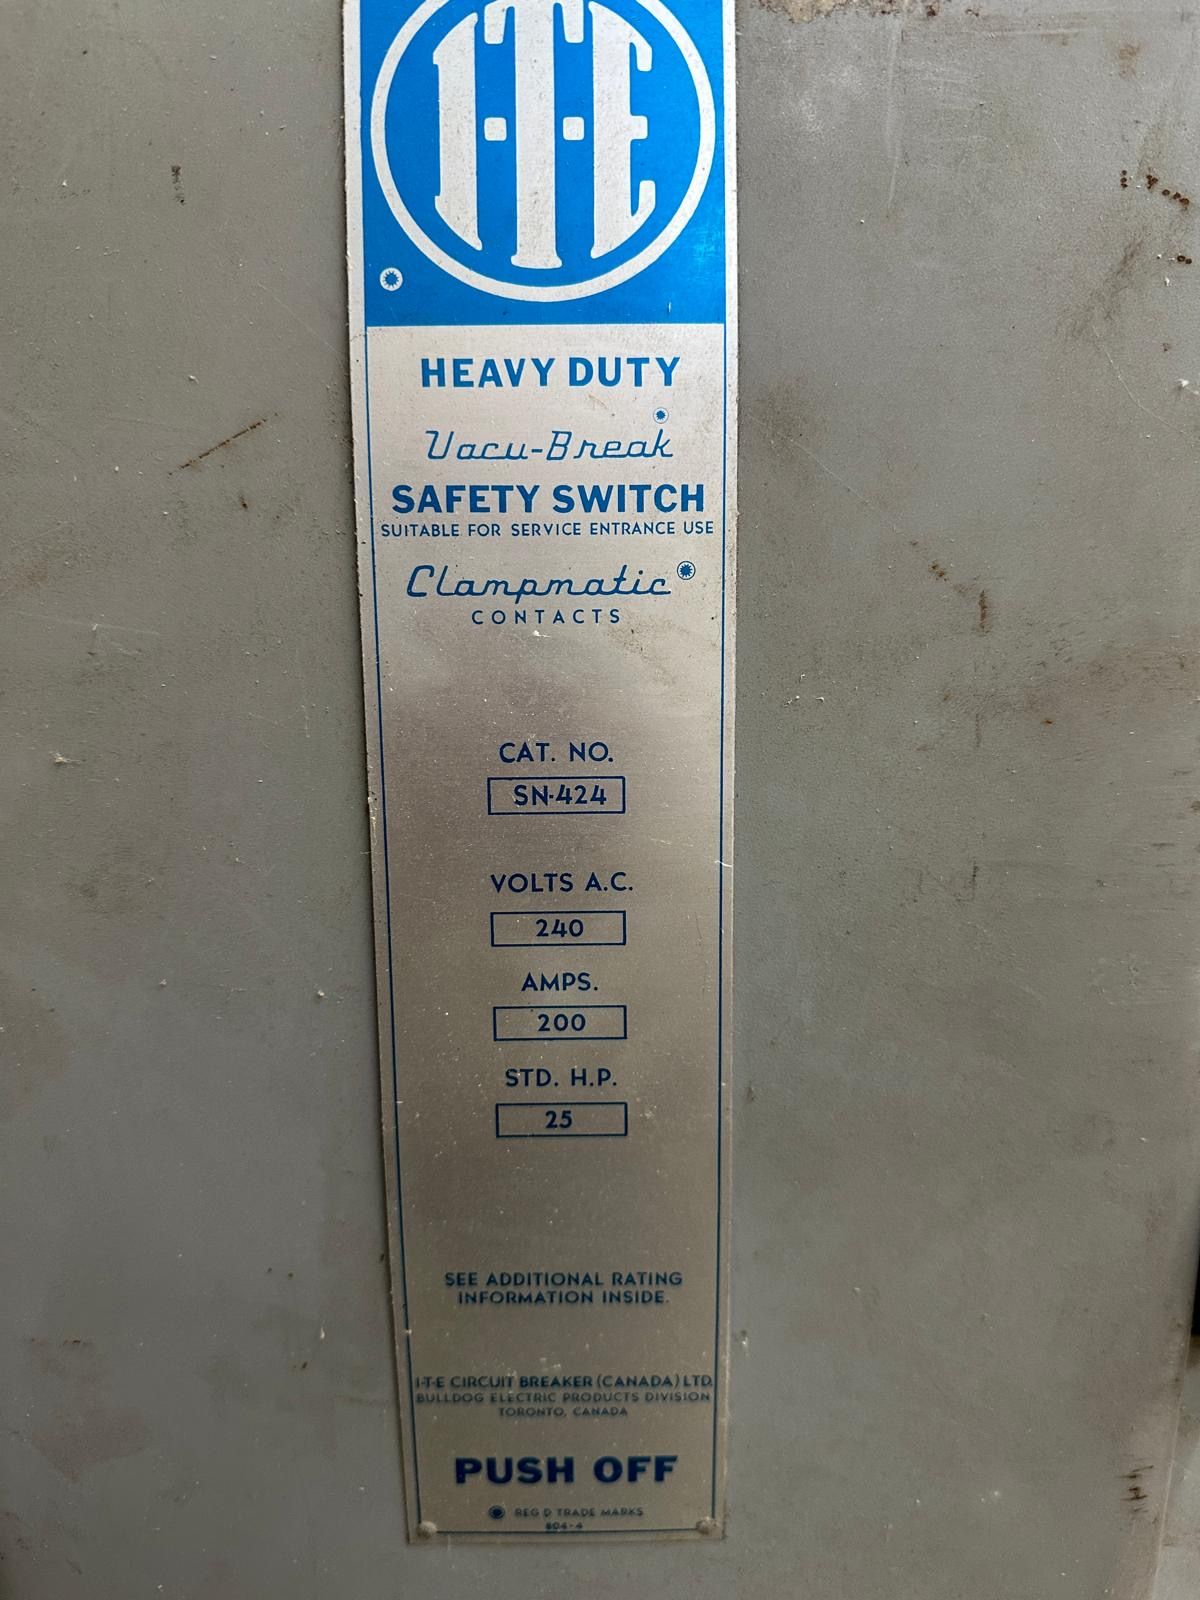 I-T-E
HEAVY DUTY
Vacu-Break
SAFETY SWITCH
SUITABLE FOR SERVICE ENTRANCE USE
Clampmatic
CONTACTS
CAT. NO.
SN-424
VOLTS A.C.
240
AMPS.
200
STD. H.P.
25
SEE ADDITIONAL RATING
INFORMATION INSIDE.
I-T-E CIRCUIT BREAKER (CANADA) LTD.
BULLDOG ELECTRIC PRODUCTS DIVISION
TORONTO, CANADA
PUSH OFF
REG'D TRADE MARKS
804-4